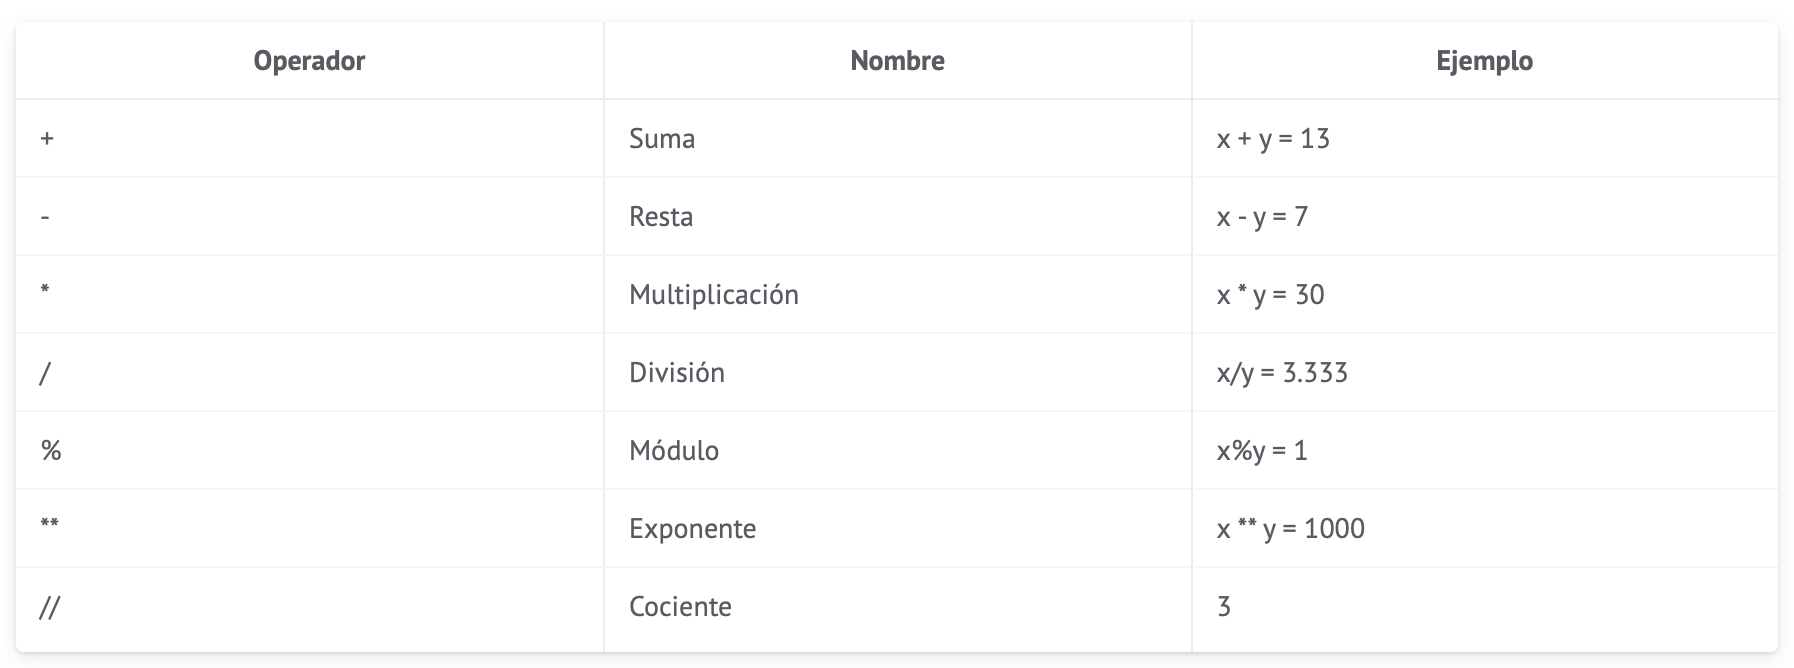 Operador Nombre Ejemplo
+ Suma x + y = 13
- Resta x - y = 7
* Multiplicación x * y = 30
/ División x/y = 3.333
% Módulo x%y = 1
** Exponente x ** y = 1000
// Cociente 3